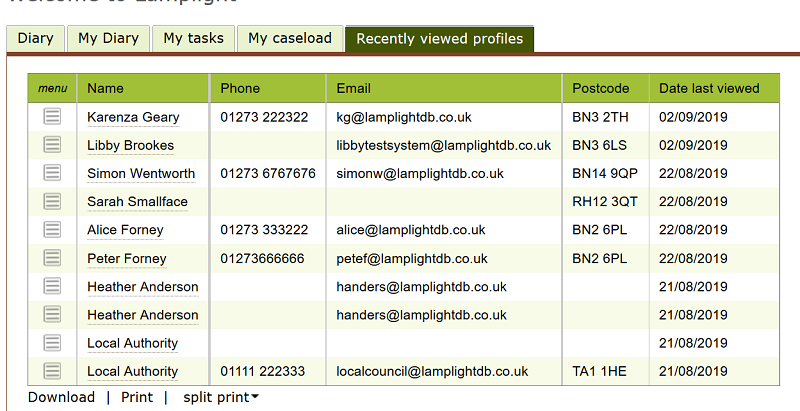 Welcome to Lamplight
Diary My Diary My tasks My caseload Recently viewed profiles
menu Name Phone Email Postcode Date last viewed
Karenza Geary 01273 222322 kg@lamplightdb.co.uk BN3 2TH 02/09/2019
Libby Brookes libbytestsystem@lamplightdb.co.uk BN3 6LS 02/09/2019
Simon Wentworth 01273 6767676 simonw@lamplightdb.co.uk BN14 9QP 22/08/2019
Sarah Smallface RH12 3QT 22/08/2019
Alice Forney 01273 333222 alice@lamplightdb.co.uk BN2 6PL 22/08/2019
Peter Forney 01273666666 petef@lamplightdb.co.uk BN2 6PL 22/08/2019
Heather Anderson handers@lamplightdb.co.uk 21/08/2019
Heather Anderson handers@lamplightdb.co.uk 21/08/2019
Local Authority 21/08/2019
Local Authority 01111 222333 localcouncil@lamplightdb.co.uk TA1 1HE 21/08/2019
Download | Print | split print